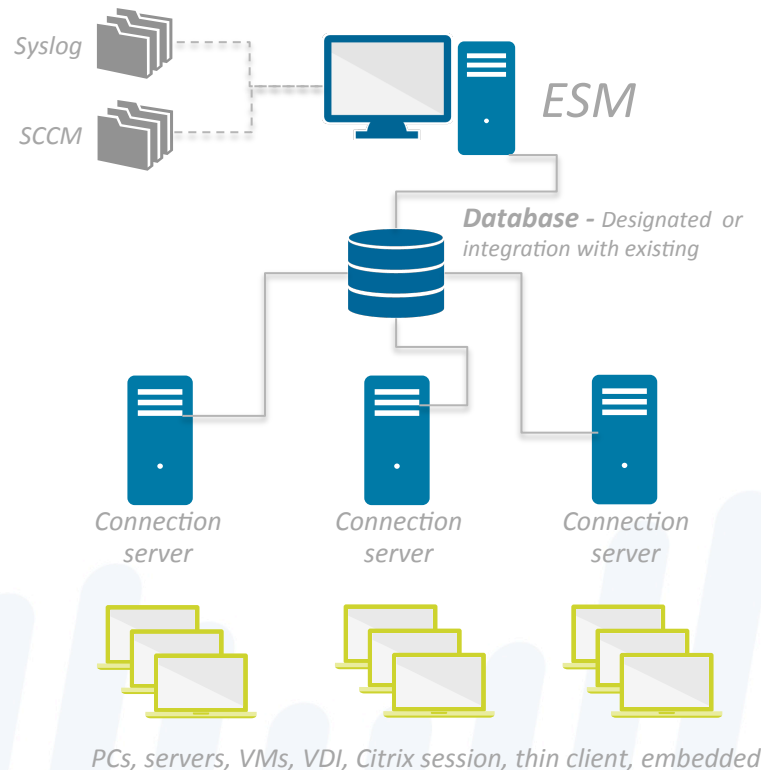 Syslog
SCCM
ESM
Database - Designated or
integration with existing
Connection
server
Connection
server
Connection
server
PCs, servers, VMs, VDI, Citrix session, thin client, embedded